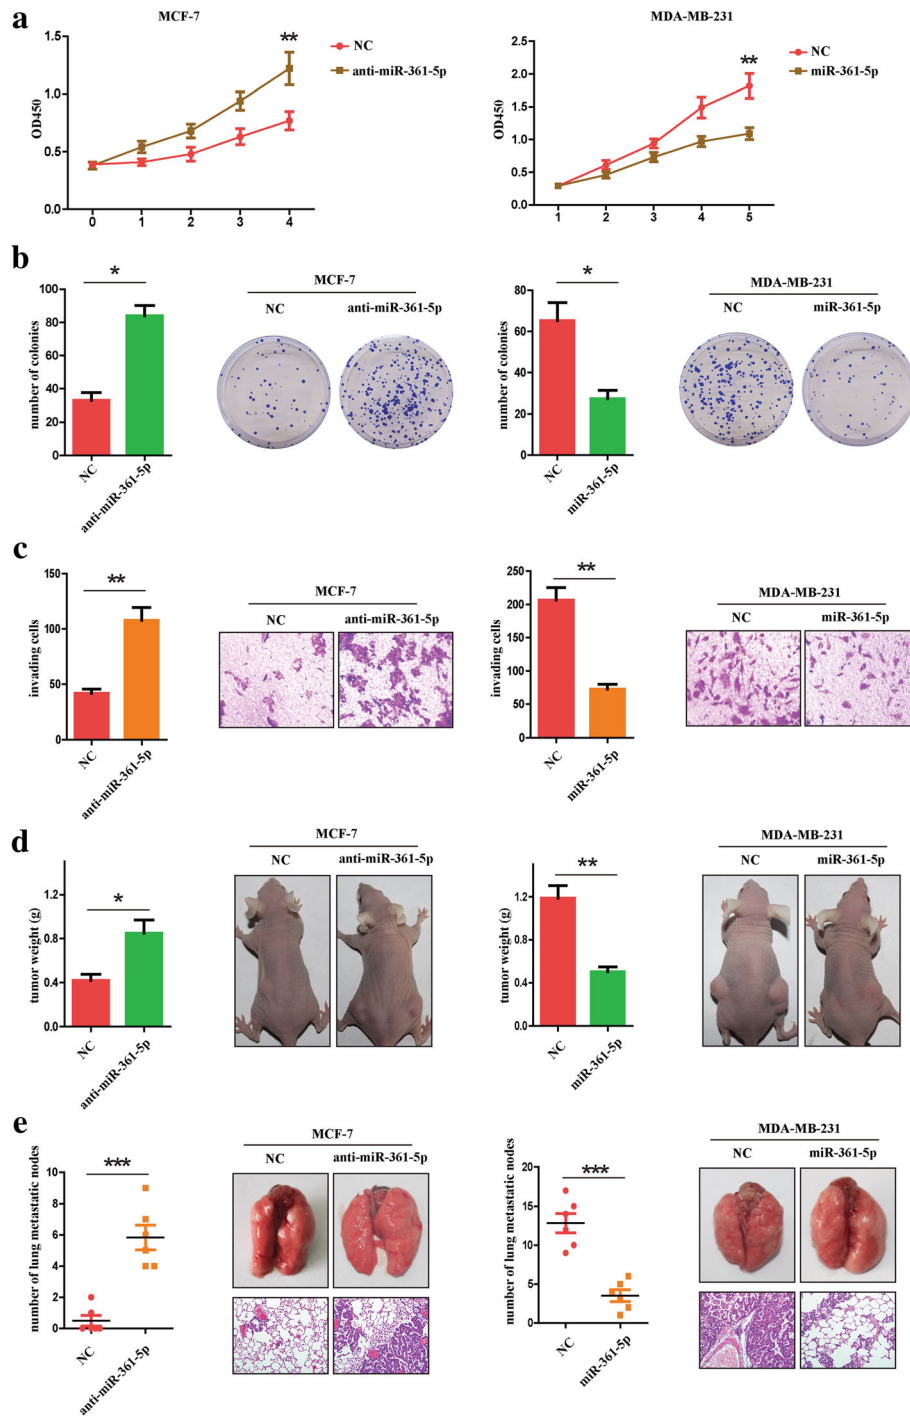 a
MCF-7
NC
anti-miR-361-5p
**
OD450
1.5
1.0
0.5
0.0
0 1 2 3 4
MDA-MB-231
NC
miR-361-5p
**
OD450
2.5
2.0
1.5
1.0
0.5
0.0
1 2 3 4 5
b
*
number of colonies
100
80
60
40
20
0
NC
anti-miR-361-5p
MCF-7
NC anti-miR-361-5p
*
number of colonies
80
60
40
20
0
NC
miR-361-5p
MDA-MB-231
NC miR-361-5p
c
**
invading cells
150
100
50
0
NC
anti-miR-361-5p
MCF-7
NC anti-miR-361-5p
**
invading cells
250
200
150
100
50
0
NC
miR-361-5p
MDA-MB-231
NC miR-361-5p
d
*
tumor weight (g)
1.2
0.8
0.4
0.0
NC
anti-miR-361-5p
MCF-7
NC anti-miR-361-5p
**
tumor weight (g)
1.2
0.8
0.4
0.0
NC
miR-361-5p
MDA-MB-231
NC miR-361-5p
e
***
number of lung metastatic nodes
10
8
6
4
2
0
NC
anti-miR-361-5p
MCF-7
NC anti-miR-361-5p
***
number of lung metastatic nodes
20
15
10
5
0
NC
miR-361-5p
MDA-MB-231
NC miR-361-5p